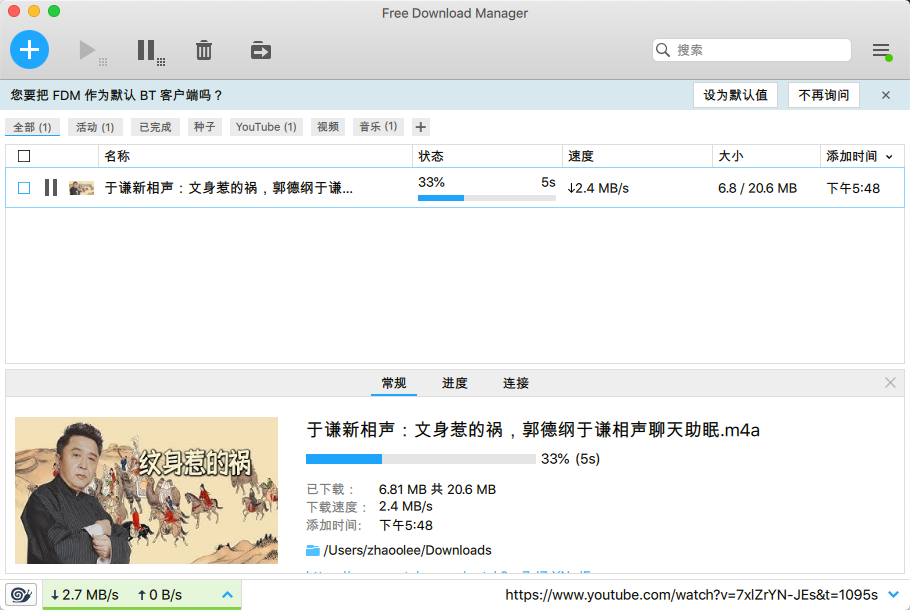 Free Download Manager
搜索
您要把 FDM 作为默认 BT 客户端吗？
设为默认值
不再询问
全部 (1)
活动 (1)
已完成
种子
YouTube (1)
视频
音乐 (1)
名称
状态
速度
大小
添加时间
于谦新相声：文身惹的祸，郭德纲于谦...
33%
5s
↓2.4 MB/s
6.8 / 20.6 MB
下午5:48
常规
进度
连接
纹身惹的祸
于谦新相声：文身惹的祸，郭德纲于谦相声聊天助眠.m4a
33% (5s)
已下载：
6.81 MB 共 20.6 MB
下载速度：
2.4 MB/s
添加时间:
下午5:48
/Users/zhaoolee/Downloads
↓2.7 MB/s
↑0 B/s
https://www.youtube.com/watch?v=7xlZrYN-JEs&t=1095s